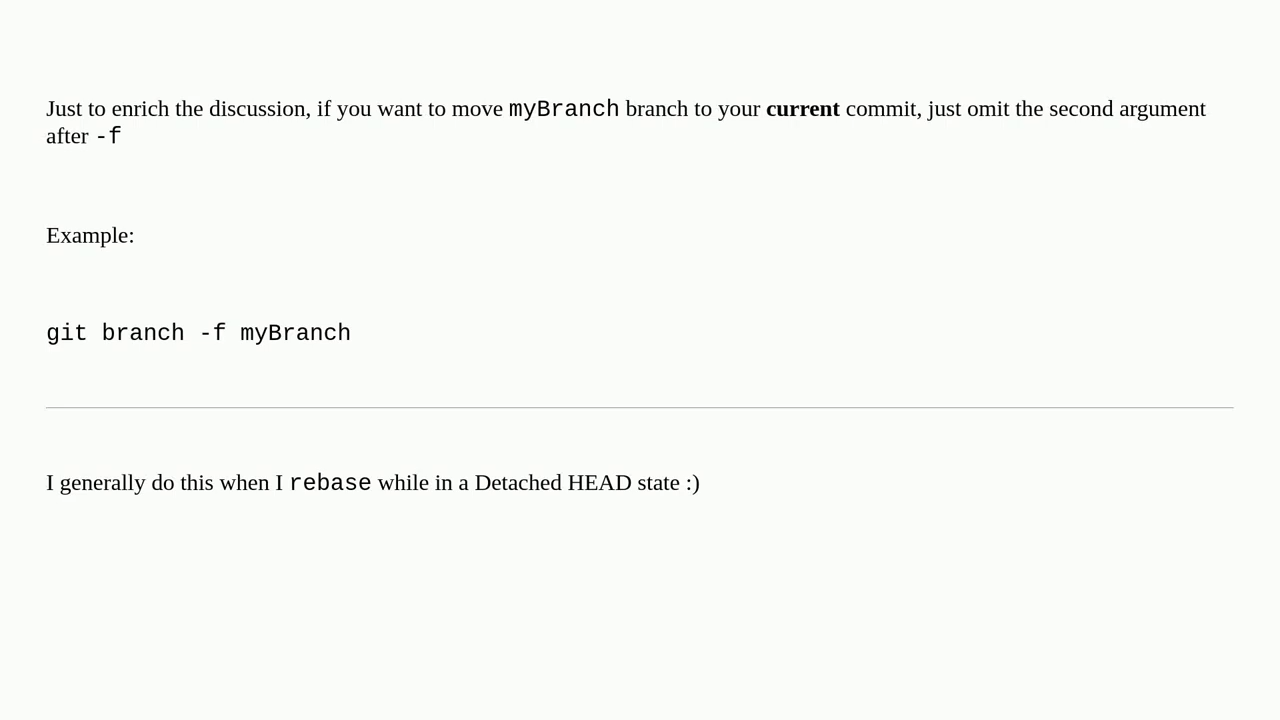 Just to enrich the discussion, if you want to move myBranch branch to your current commit, just omit the second argument
after -f
Example:
git branch -f myBranch
I generally do this when I rebase while in a Detached HEAD state :)